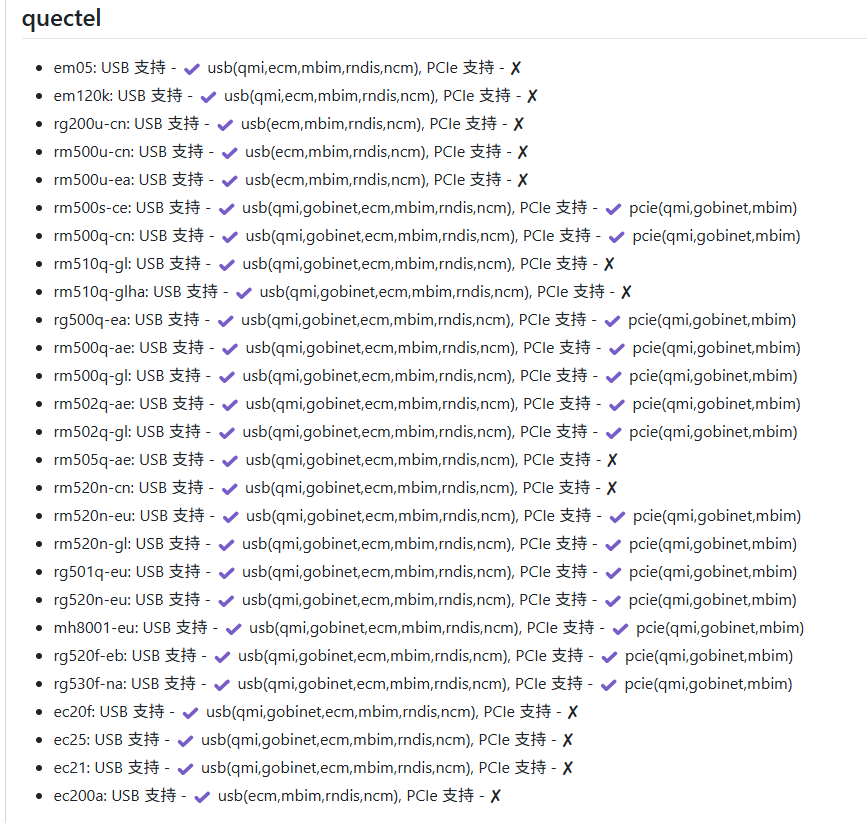 quectel
em05: USB 支持 - ✔ usb(qmi,ecm,mbim,rndis,ncm), PCIe 支持 - ✗
em120k: USB 支持 - ✔ usb(qmi,ecm,mbim,rndis,ncm), PCIe 支持 - ✗
rg200u-cn: USB 支持 - ✔ usb(ecm,mbim,rndis,ncm), PCIe 支持 - ✗
rm500u-cn: USB 支持 - ✔ usb(ecm,mbim,rndis,ncm), PCIe 支持 - ✗
rm500u-ea: USB 支持 - ✔ usb(ecm,mbim,rndis,ncm), PCIe 支持 - ✗
rm500s-ce: USB 支持 - ✔ usb(qmi,gobinet,ecm,mbim,rndis,ncm), PCIe 支持 - ✔ pcie(qmi,gobinet,mbim)
rm500q-cn: USB 支持 - ✔ usb(qmi,gobinet,ecm,mbim,rndis,ncm), PCIe 支持 - ✔ pcie(qmi,gobinet,mbim)
rm510q-gl: USB 支持 - ✔ usb(qmi,gobinet,ecm,mbim,rndis,ncm), PCIe 支持 - ✗
rm510q-glha: USB 支持 - ✔ usb(qmi,gobinet,ecm,mbim,rndis,ncm), PCIe 支持 - ✗
rg500q-ea: USB 支持 - ✔ usb(qmi,gobinet,ecm,mbim,rndis,ncm), PCIe 支持 - ✔ pcie(qmi,gobinet,mbim)
rm500q-ae: USB 支持 - ✔ usb(qmi,gobinet,ecm,mbim,rndis,ncm), PCIe 支持 - ✔ pcie(qmi,gobinet,mbim)
rm500q-gl: USB 支持 - ✔ usb(qmi,gobinet,ecm,mbim,rndis,ncm), PCIe 支持 - ✔ pcie(qmi,gobinet,mbim)
rm502q-ae: USB 支持 - ✔ usb(qmi,gobinet,ecm,mbim,rndis,ncm), PCIe 支持 - ✔ pcie(qmi,gobinet,mbim)
rm502q-gl: USB 支持 - ✔ usb(qmi,gobinet,ecm,mbim,rndis,ncm), PCIe 支持 - ✔ pcie(qmi,gobinet,mbim)
rm505q-ae: USB 支持 - ✔ usb(qmi,gobinet,ecm,mbim,rndis,ncm), PCIe 支持 - ✗
rm520n-cn: USB 支持 - ✔ usb(qmi,gobinet,ecm,mbim,rndis,ncm), PCIe 支持 - ✗
rm520n-eu: USB 支持 - ✔ usb(qmi,gobinet,ecm,mbim,rndis,ncm), PCIe 支持 - ✔ pcie(qmi,gobinet,mbim)
rm520n-gl: USB 支持 - ✔ usb(qmi,gobinet,ecm,mbim,rndis,ncm), PCIe 支持 - ✔ pcie(qmi,gobinet,mbim)
rg501q-eu: USB 支持 - ✔ usb(qmi,gobinet,ecm,mbim,rndis,ncm), PCIe 支持 - ✔ pcie(qmi,gobinet,mbim)
rg520n-eu: USB 支持 - ✔ usb(qmi,gobinet,ecm,mbim,rndis,ncm), PCIe 支持 - ✔ pcie(qmi,gobinet,mbim)
mh8001-eu: USB 支持 - ✔ usb(qmi,gobinet,ecm,mbim,rndis,ncm), PCIe 支持 - ✔ pcie(qmi,gobinet,mbim)
rg520f-eb: USB 支持 - ✔ usb(qmi,gobinet,ecm,mbim,rndis,ncm), PCIe 支持 - ✔ pcie(qmi,gobinet,mbim)
rg530f-na: USB 支持 - ✔ usb(qmi,gobinet,ecm,mbim,rndis,ncm), PCIe 支持 - ✔ pcie(qmi,gobinet,mbim)
ec20f: USB 支持 - ✔ usb(qmi,gobinet,ecm,mbim,rndis,ncm), PCIe 支持 - ✗
ec25: USB 支持 - ✔ usb(qmi,gobinet,ecm,mbim,rndis,ncm), PCIe 支持 - ✗
ec21: USB 支持 - ✔ usb(qmi,gobinet,ecm,mbim,rndis,ncm), PCIe 支持 - ✗
ec200a: USB 支持 - ✔ usb(ecm,mbim,rndis,ncm), PCIe 支持 - ✗